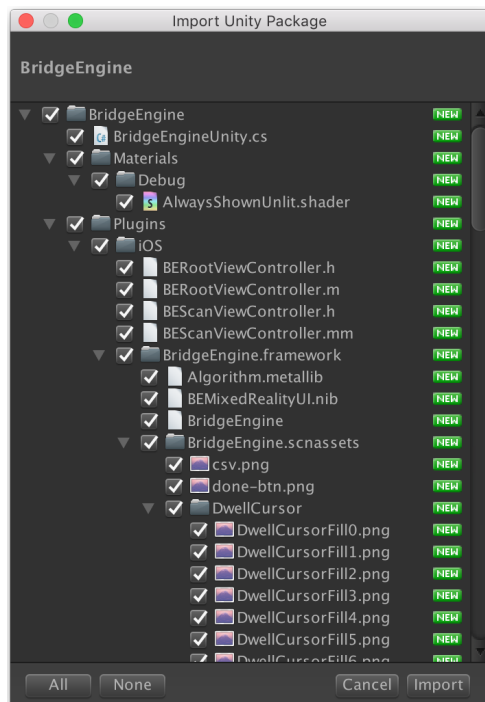 Import Unity Package
BridgeEngine
BridgeEngine NEW
BridgeEngineUnity.cs NEW
Materials NEW
Debug NEW
AlwaysShownUnlit.shader NEW
Plugins NEW
iOS NEW
BERootViewController.h NEW
BERootViewController.m NEW
BEScanViewController.h NEW
BEScanViewController.mm NEW
BridgeEngine.framework NEW
Algorithm.metallib NEW
BEMixedRealityUI.nib NEW
BridgeEngine NEW
BridgeEngine.scnassets NEW
csv.png NEW
done-btn.png NEW
DwellCursor NEW
DwellCursorFill0.png NEW
DwellCursorFill1.png NEW
DwellCursorFill2.png NEW
DwellCursorFill3.png NEW
DwellCursorFill4.png NEW
DwellCursorFill5.png NEW
DwellCursorFill6.png NEW
All None Cancel Import